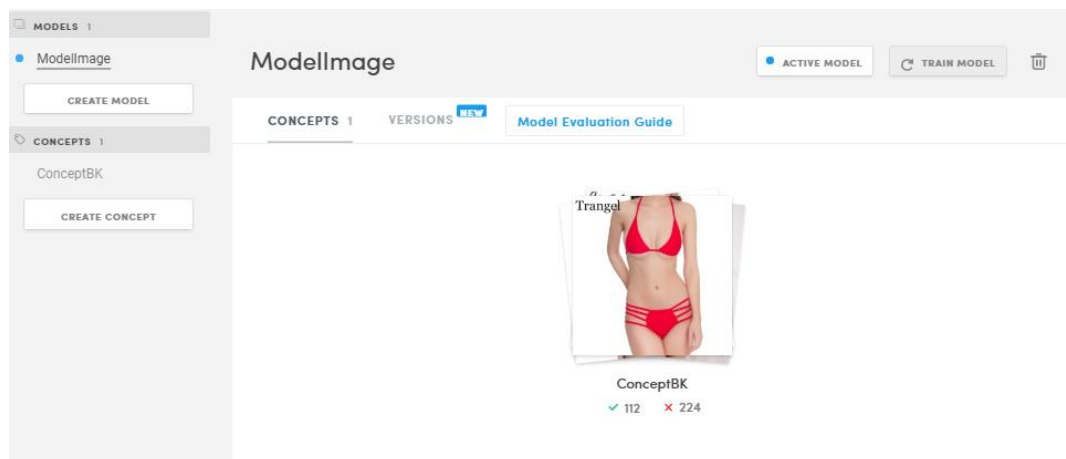 MODELS 1
ModelImage
CREATE MODEL
CONCEPTS 1
ConceptBK
CREATE CONCEPT
ModelImage
ACTIVE MODEL
TRAIN MODEL
CONCEPTS 1
VERSIONS NEW
Model Evaluation Guide
Trangel
ConceptBK
112 224